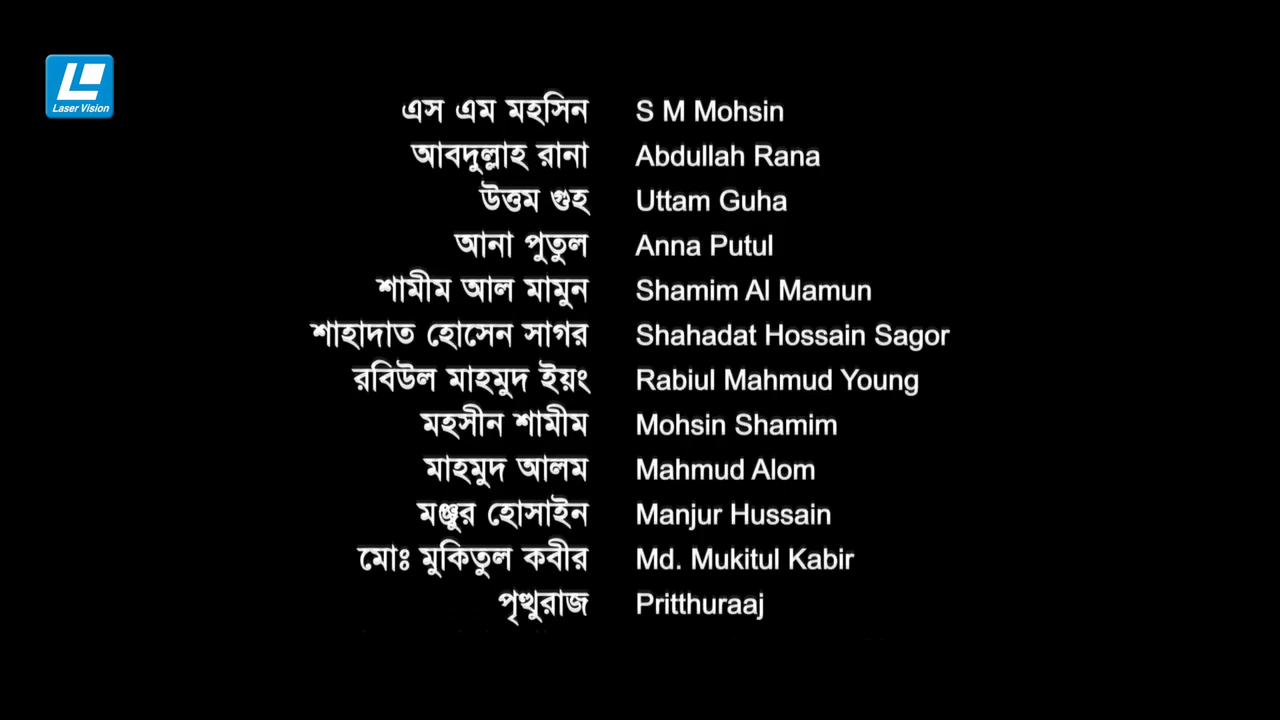 Laser Vision
এস এম মহসিন S M Mohsin
আবদুল্লাহ রানা Abdullah Rana
উত্তম গুহ Uttam Guha
আনা পুতুল Anna Putul
শামীম আল মামুন Shamim Al Mamun
শাহাদাত হোসেন সাগর Shahadat Hossain Sagor
রবিউল মাহমুদ ইয়ং Rabiul Mahmud Young
মহসীন শামীম Mohsin Shamim
মাহমুদ আলম Mahmud Alom
মঞ্জুর হোসাইন Manjur Hussain
মোঃ মুকিতুল কবীর Md. Mukitul Kabir
পৃত্থুরাজ Pritthuraaj